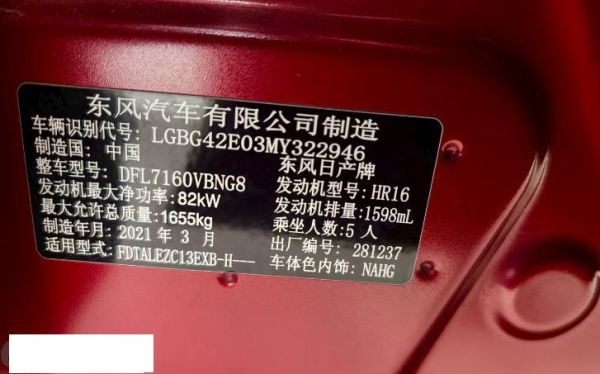 东风汽车有限公司制造
车辆识别代号: LGBG42E03MY322946
制造国: 中国 东风日产牌
整车型号: DFL7160VBNG8 发动机型号: HR16
发动机最大净功率: 82kW 发动机排量: 1598mL
最大允许总质量: 1655kg 乘坐人数: 5 人
制造年月: 2021 年 3 月 出厂编号: 281237
适用型式: FDTALEZC13EXB-H--- 车体色内饰: NAHG